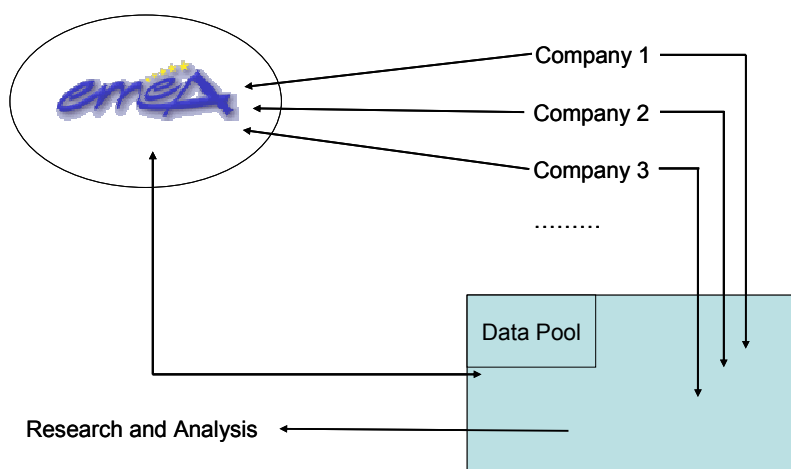 emeA
Company 1
Company 2
Company 3
.........
Data Pool
Research and Analysis